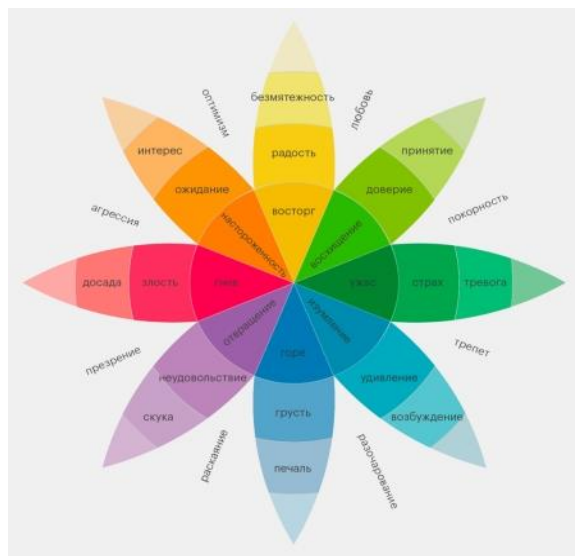 безмятежность
оптимизм
любовь
интерес
радость
принятие
ожидание
доверие
агрессия
восторг
покорность
настороженность
восхищение
досада
злость
гнев
ужас
страх
тревога
отвращение
изумление
презрение
трепет
горе
неудовольствие
удивление
скука
грусть
возбуждение
раскаяние
разочарование
печаль